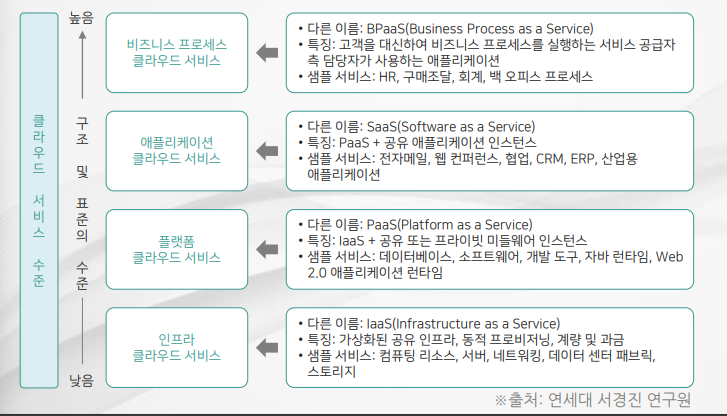 높음
클라우드 서비스 수준
구조 및 표준의 수준
낮음
비즈니스 프로세스
클라우드 서비스
• 다른 이름: BPaaS(Business Process as a Service)
• 특징: 고객을 대신하여 비즈니스 프로세스를 실행하는 서비스 공급자
측 담당자가 사용하는 애플리케이션
• 샘플 서비스: HR, 구매조달, 회계, 백 오피스 프로세스
애플리케이션
클라우드 서비스
• 다른 이름: SaaS(Software as a Service)
• 특징: PaaS + 공유 애플리케이션 인스턴스
• 샘플 서비스: 전자메일, 웹 컨퍼런스, 협업, CRM, ERP, 산업용
애플리케이션
플랫폼
클라우드 서비스
• 다른 이름: PaaS(Platform as a Service)
• 특징: IaaS + 공유 또는 프라이빗 미들웨어 인스턴스
• 샘플 서비스: 데이터베이스, 소프트웨어, 개발 도구, 자바 런타임, Web
2.0 애플리케이션 런타임
인프라
클라우드 서비스
• 다른 이름: IaaS(Infrastructure as a Service)
• 특징: 가상화된 공유 인프라, 동적 프로비저닝, 계량 및 과금
• 샘플 서비스: 컴퓨팅 리소스, 서버, 네트워킹, 데이터 센터 패브릭,
스토리지
※출처: 연세대 서경진 연구원